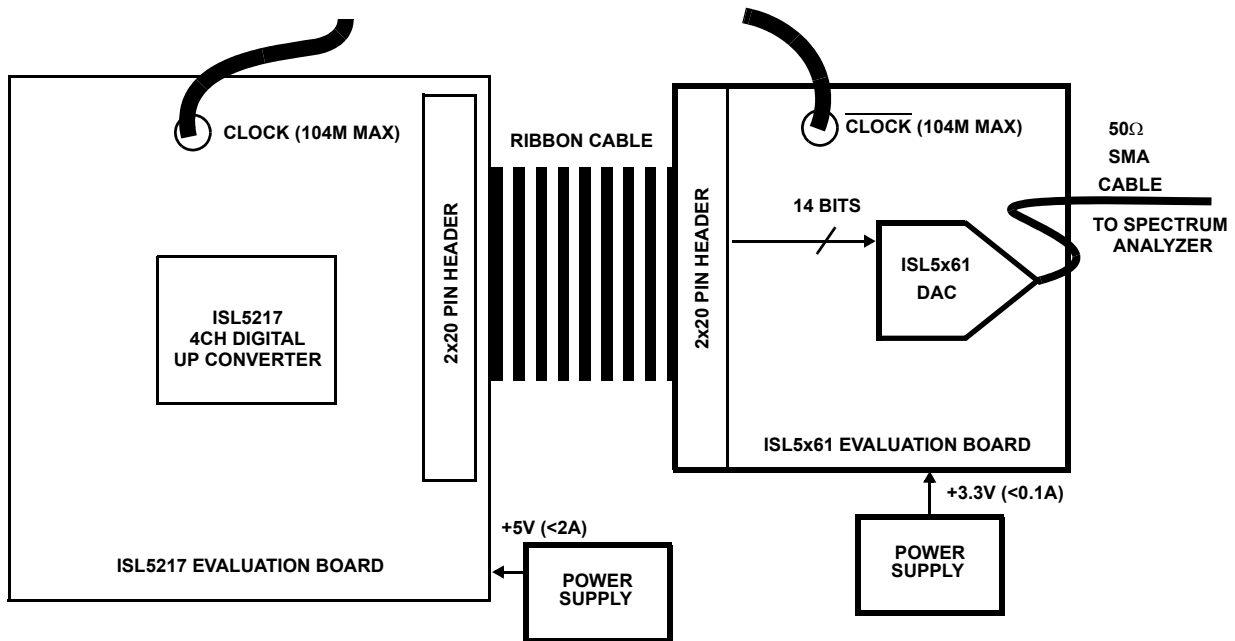 CLOCK (104M MAX)
2x20 PIN HEADER
ISL5217
4CH DIGITAL
UP CONVERTER
ISL5217 EVALUATION BOARD
+5V (<2A)
POWER
SUPPLY
RIBBON CABLE
2x20 PIN HEADER
C̅L̅O̅C̅K̅ (104M MAX)
14 BITS
ISL5x61
DAC
ISL5x61 EVALUATION BOARD
+3.3V (<0.1A)
POWER
SUPPLY
50Ω
SMA
CABLE
TO SPECTRUM
ANALYZER